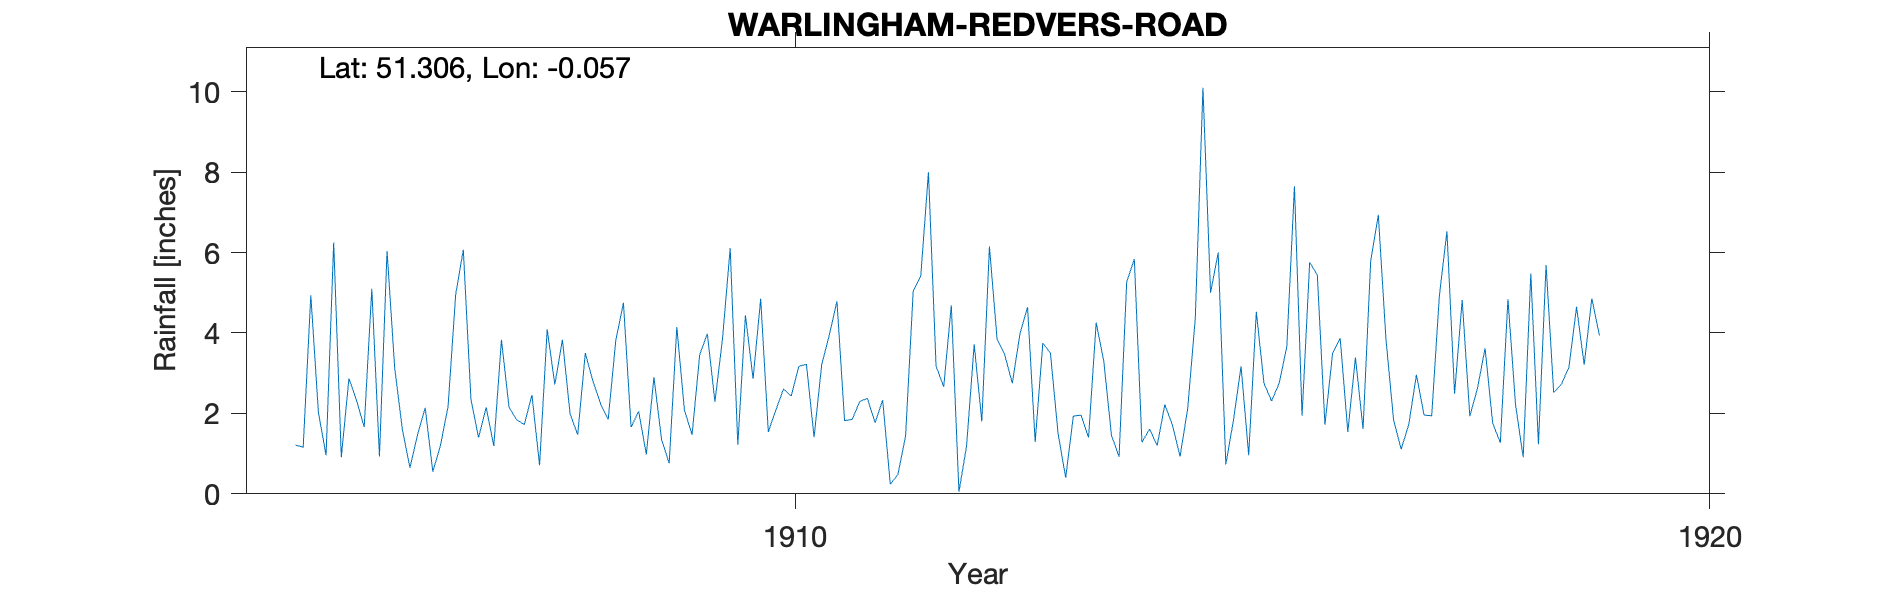 WARLINGHAM-REDVERS-ROAD
Lat: 51.306, Lon: -0.057
10
8
6
4
2
0
Rainfall [inches]
1910
1920
Year